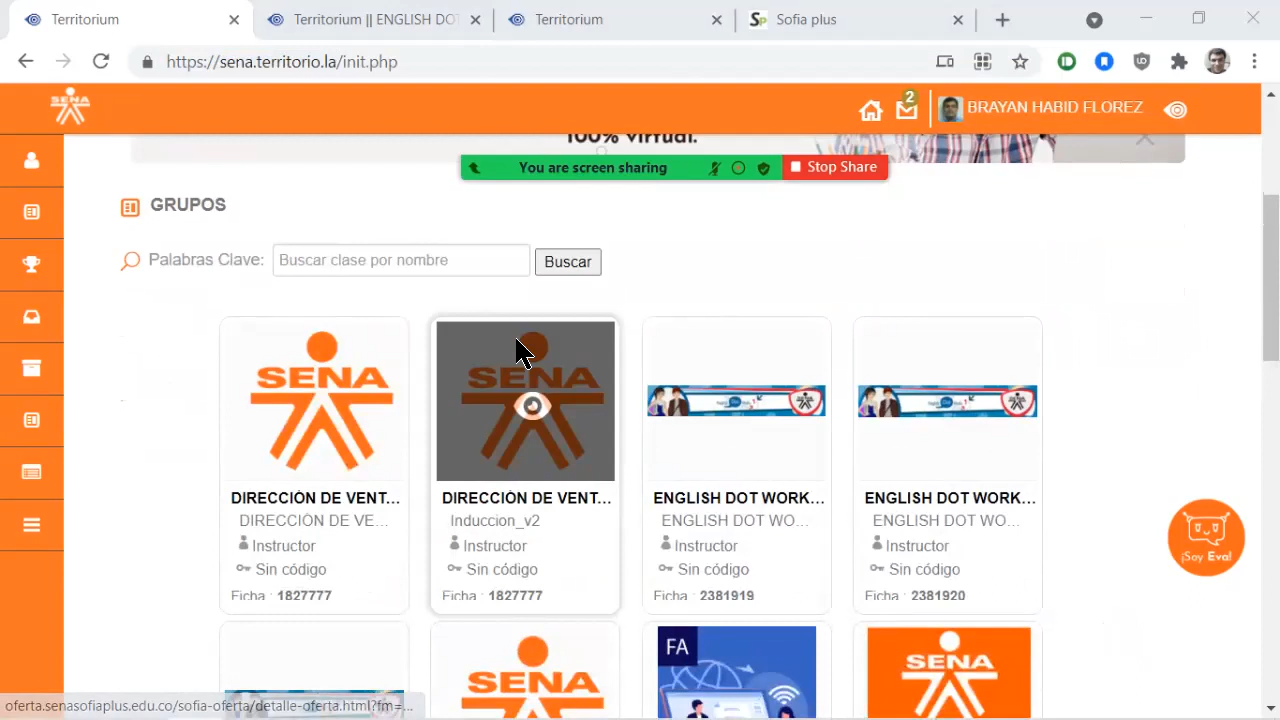 Territorium
Territorium || ENGLISH DOT
Territorium
Sofia plus
https://sena.territorio.la/init.php
SENA
2
BRAYAN HABID FLOREZ
100% virtual.
You are screen sharing
Stop Share
GRUPOS
Palabras Clave:
Buscar clase por nombre
Buscar
SENA
SENA
DIRECCIÓN DE VENT...
DIRECCIÓN DE VENT...
ENGLISH DOT WORK...
ENGLISH DOT WORK...
DIRECCIÓN DE VE...
Induccion_v2
ENGLISH DOT WO...
ENGLISH DOT WO...
Instructor
Instructor
Instructor
Instructor
Sin código
Sin código
Sin código
Sin código
Ficha : 1827777
Ficha : 1827777
Ficha : 2381919
Ficha : 2381920
¡Soy Eva!
FA
SENA
SENA
oferta.senasofiaplus.edu.co/sofia-oferta/detalle-oferta.html?fm=...